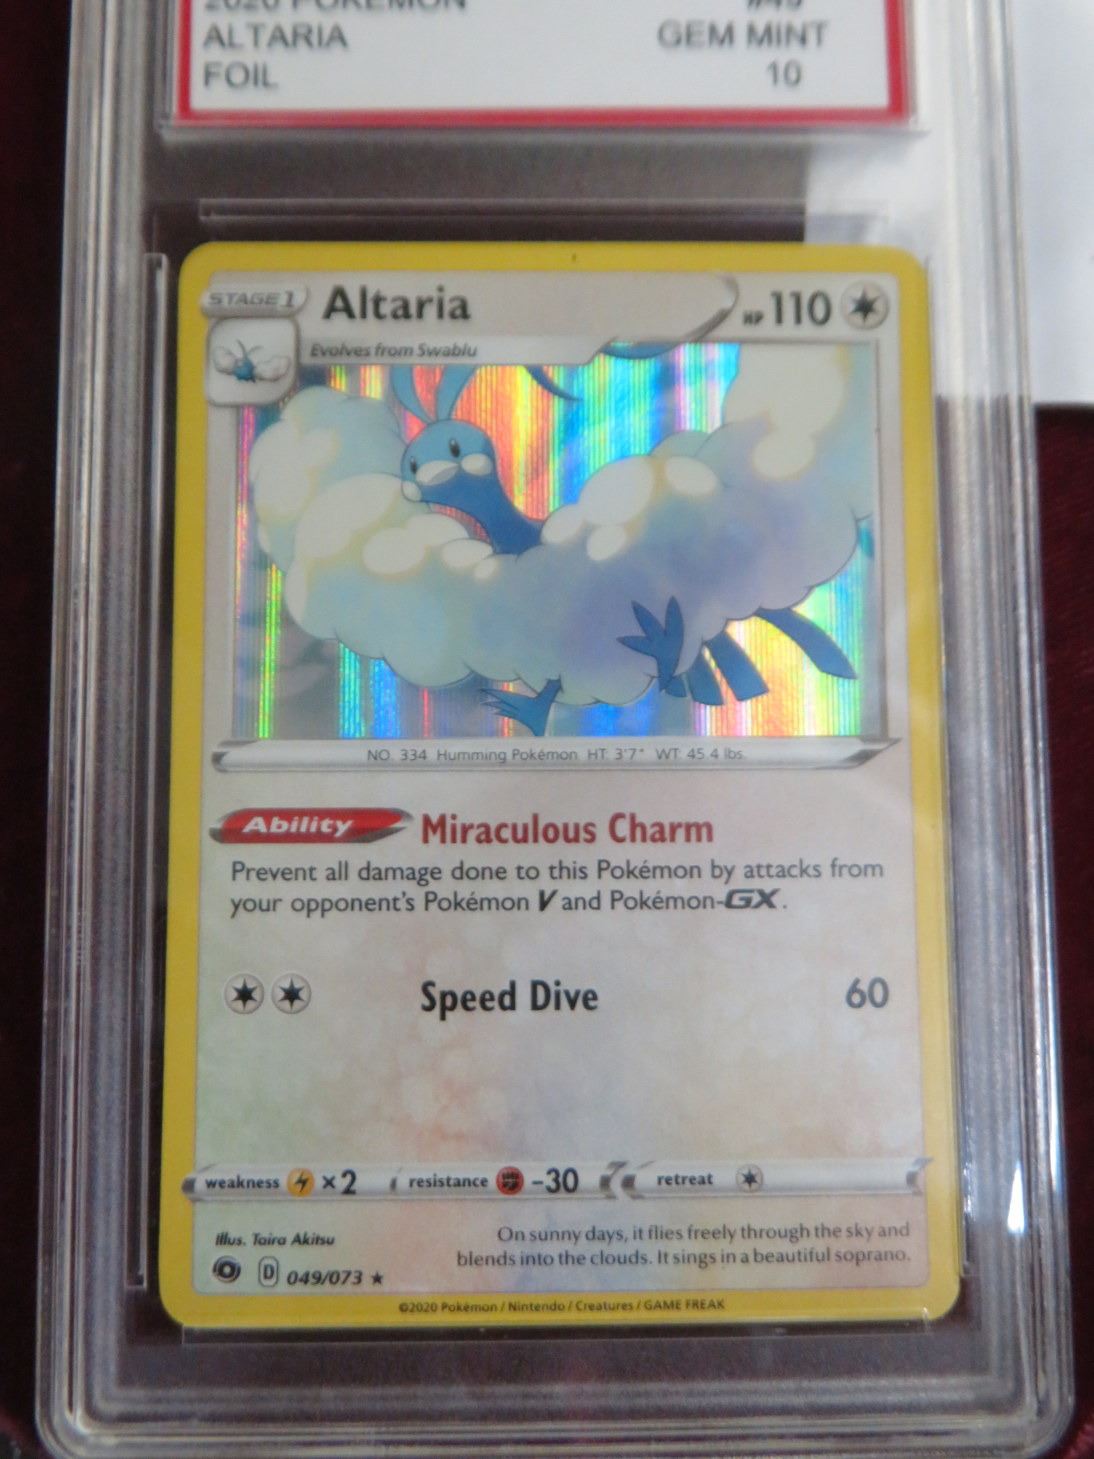 2020 POKEMON #49
ALTARIA GEM MINT
FOIL 10
STAGE 1 Altaria HP 110
Evolves from Swablu
NO. 334 Humming Pokémon HT: 3'7" WT: 45.4 lbs.
Ability Miraculous Charm
Prevent all damage done to this Pokémon by attacks from
your opponent's Pokémon V and Pokémon-GX.
Speed Dive 60
weakness ×2 resistance -30 retreat
Illus. Taira Akitsu
On sunny days, it flies freely through the sky and
blends into the clouds. It sings in a beautiful soprano.
D 049/073 ★
©2020 Pokémon / Nintendo / Creatures / GAME FREAK